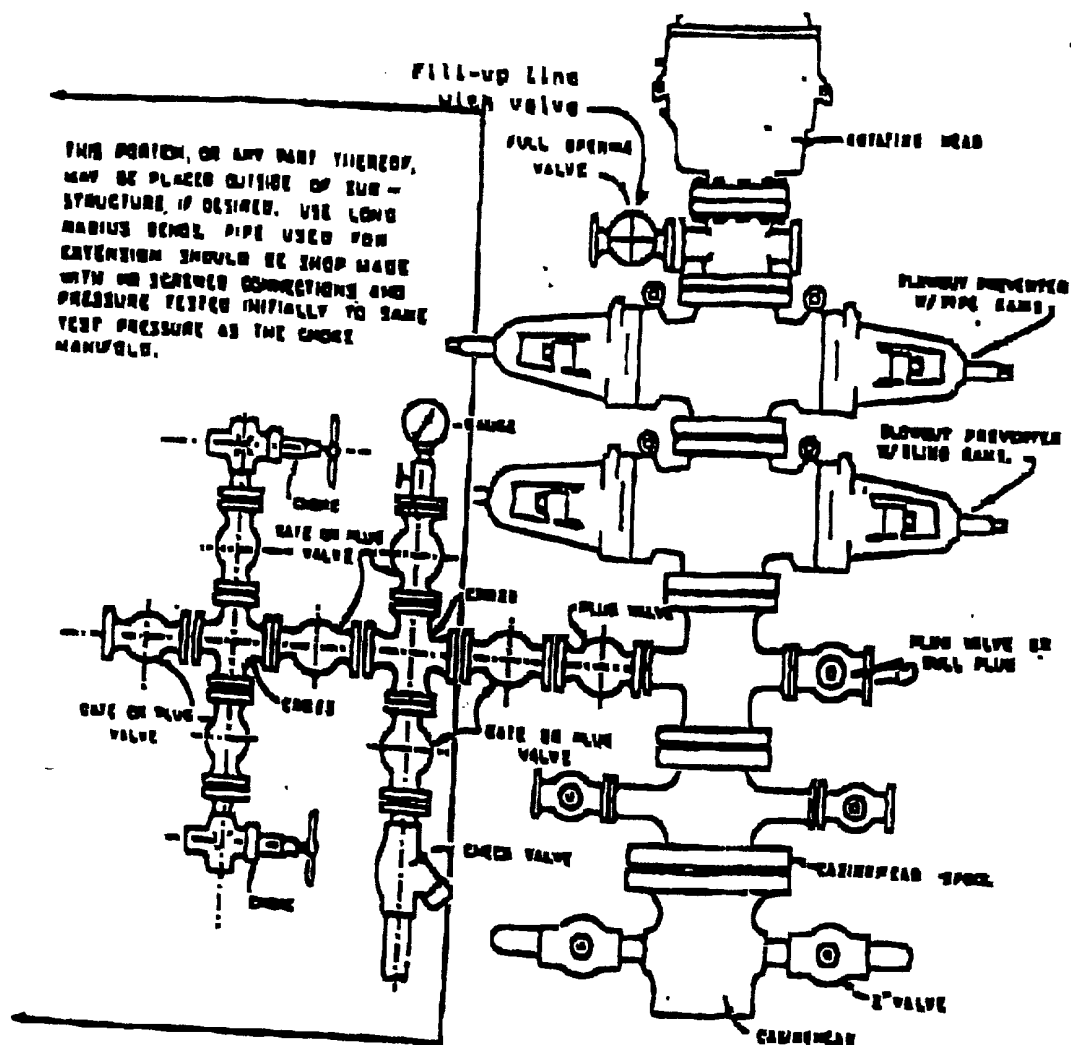 Fill-up Line
with valve
FULL OPENING
VALVE
ROTATING HEAD
THIS PORTION, OR ANY PART THEREOF,
MAY BE PLACED OUTSIDE OF SUB-
STRUCTURE, IF DESIRED. USE LONG
RADIUS BENDS. PIPE USED FOR
EXTENSION SHOULD BE SHOP MADE
WITH NO SCREWED CONNECTIONS AND
PRESSURE TESTED INITIALLY TO SAME
TEST PRESSURE AS THE CHOKE
MANIFOLD.
BLOWOUT PREVENTER
W/PIPE RAMS
BLOWOUT PREVENTER
W/BLIND RAMS
GAUGE
CHOKE
GATE OR PLUG
VALVE
CROSS
PLUG VALVE
PLUG VALVE OR
BULL PLUG
CROSS
GATE OR PLUG
VALVE
GATE OR PLUG
VALVE
CHECK VALVE
CASINGHEAD SPOOL
CHOKE
2" VALVE
CASINGHEAD